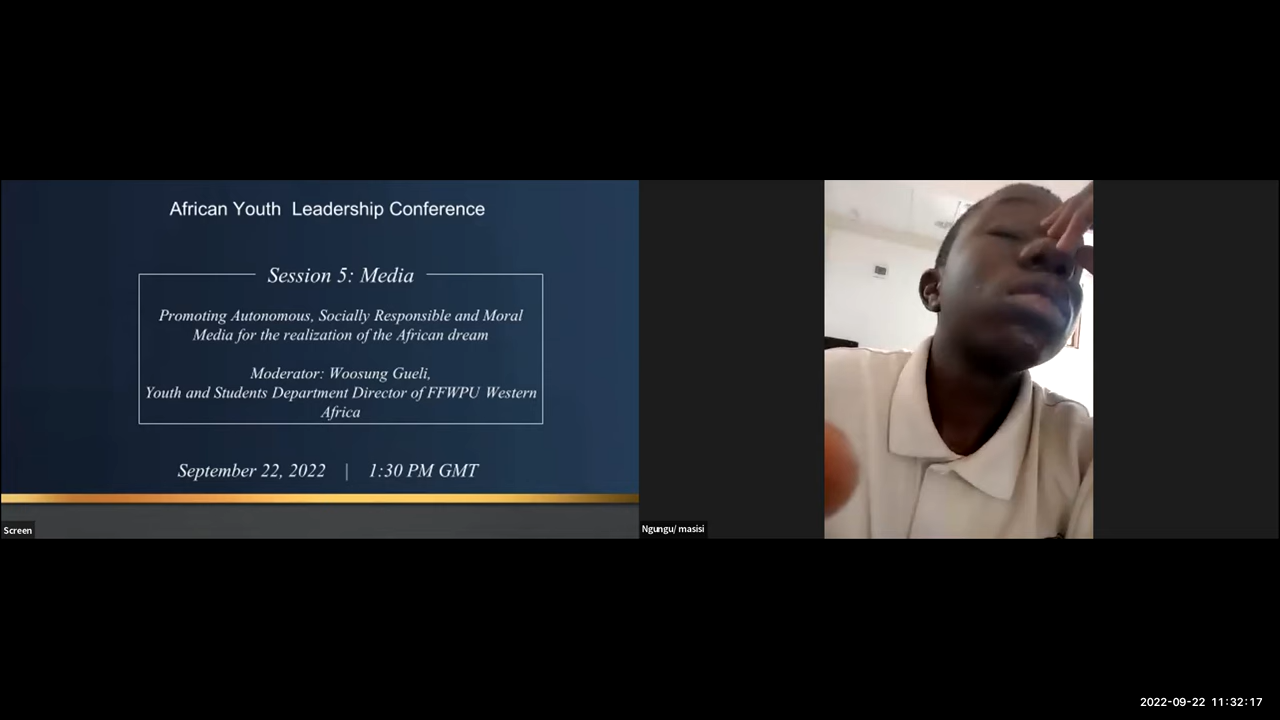 African Youth Leadership Conference
Session 5: Media
Promoting Autonomous, Socially Responsible and Moral
Media for the realization of the African dream
Moderator: Woosung Gueli,
Youth and Students Department Director of FFWPU Western
Africa
September 22, 2022 | 1:30 PM GMT
Screen
Ngungu/ masisi
2022-09-22 11:32:17